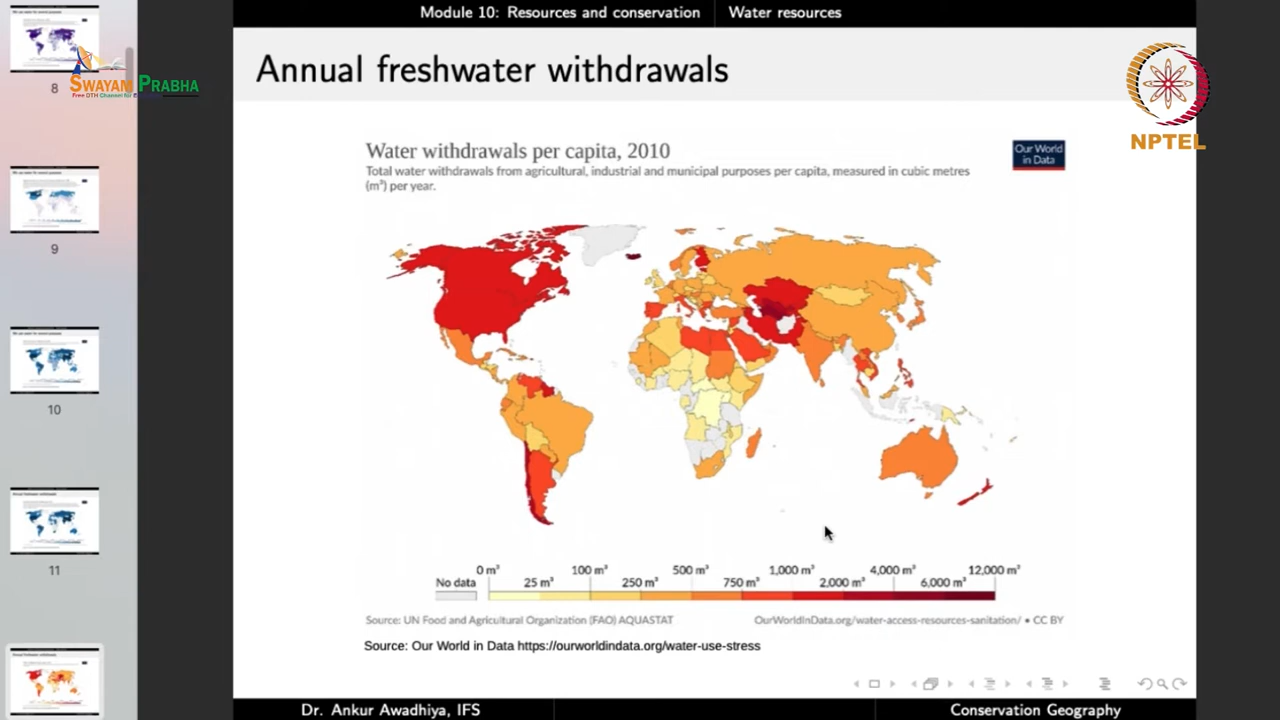 Module 10: Resources and conservation
Water resources
Annual freshwater withdrawals
SWAYAM PRABHA
8
9
10
11
NPTEL
Water withdrawals per capita, 2010
Our World
in Data
Total water withdrawals from agricultural, industrial and municipal purposes per capita, measured in cubic metres
(m³) per year.
0 m³ 100 m³ 500 m³ 1,000 m³ 4,000 m³ 12,000 m³
No data 25 m³ 250 m³ 750 m³ 2,000 m³ 6,000 m³
Source: UN Food and Agricultural Organization (FAO) AQUASTAT
OurWorldInData.org/water-access-resources-sanitation/ • CC BY
Source: Our World in Data https://ourworldindata.org/water-use-stress
Dr. Ankur Awadhiya, IFS
Conservation Geography